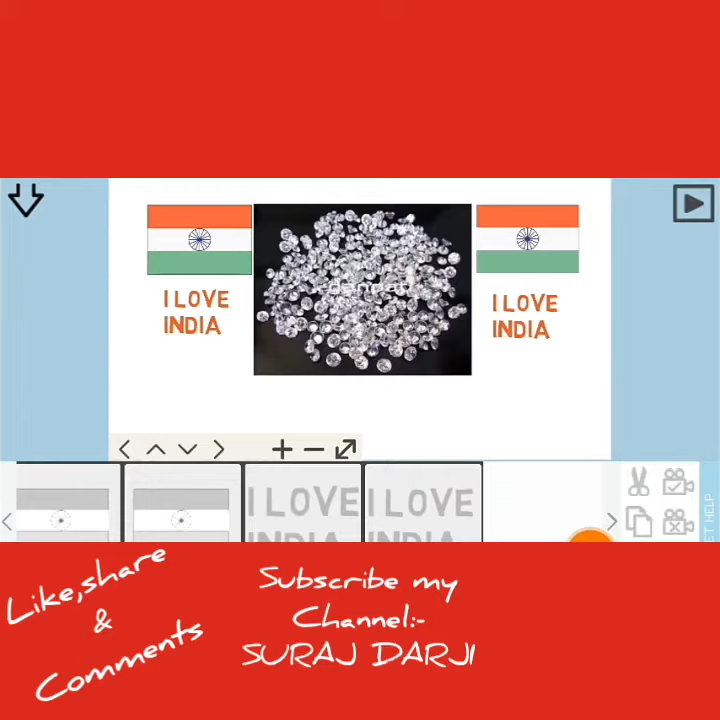 I LOVE
INDIA
I LOVE
INDIA
I LOVE
I LOVE
Like,share
&
Comments
Subscribe my
Channel:-
SURAJ DARJI